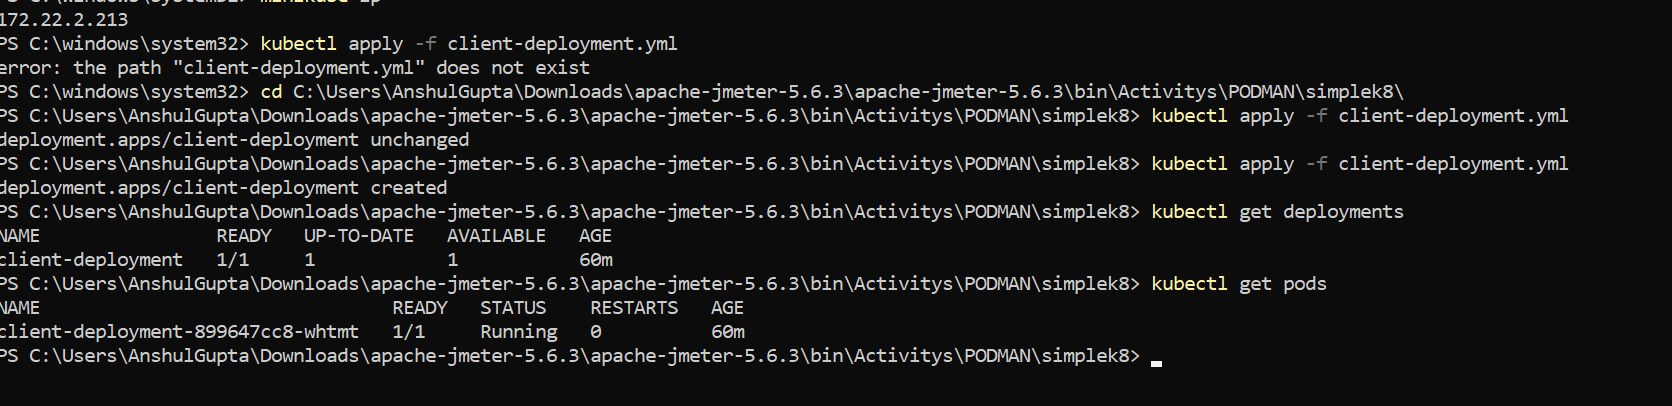 172.22.2.213
PS C:\windows\system32> kubectl apply -f client-deployment.yml
error: the path "client-deployment.yml" does not exist
PS C:\windows\system32> cd C:\Users\AnshulGupta\Downloads\apache-jmeter-5.6.3\apache-jmeter-5.6.3\bin\Activitys\PODMAN\simplek8\
PS C:\Users\AnshulGupta\Downloads\apache-jmeter-5.6.3\apache-jmeter-5.6.3\bin\Activitys\PODMAN\simplek8> kubectl apply -f client-deployment.yml
deployment.apps/client-deployment unchanged
PS C:\Users\AnshulGupta\Downloads\apache-jmeter-5.6.3\apache-jmeter-5.6.3\bin\Activitys\PODMAN\simplek8> kubectl apply -f client-deployment.yml
deployment.apps/client-deployment created
PS C:\Users\AnshulGupta\Downloads\apache-jmeter-5.6.3\apache-jmeter-5.6.3\bin\Activitys\PODMAN\simplek8> kubectl get deployments
NAME READY UP-TO-DATE AVAILABLE AGE
client-deployment 1/1 1 1 60m
PS C:\Users\AnshulGupta\Downloads\apache-jmeter-5.6.3\apache-jmeter-5.6.3\bin\Activitys\PODMAN\simplek8> kubectl get pods
NAME READY STATUS RESTARTS AGE
client-deployment-899647cc8-whtmt 1/1 Running 0 60m
PS C:\Users\AnshulGupta\Downloads\apache-jmeter-5.6.3\apache-jmeter-5.6.3\bin\Activitys\PODMAN\simplek8>